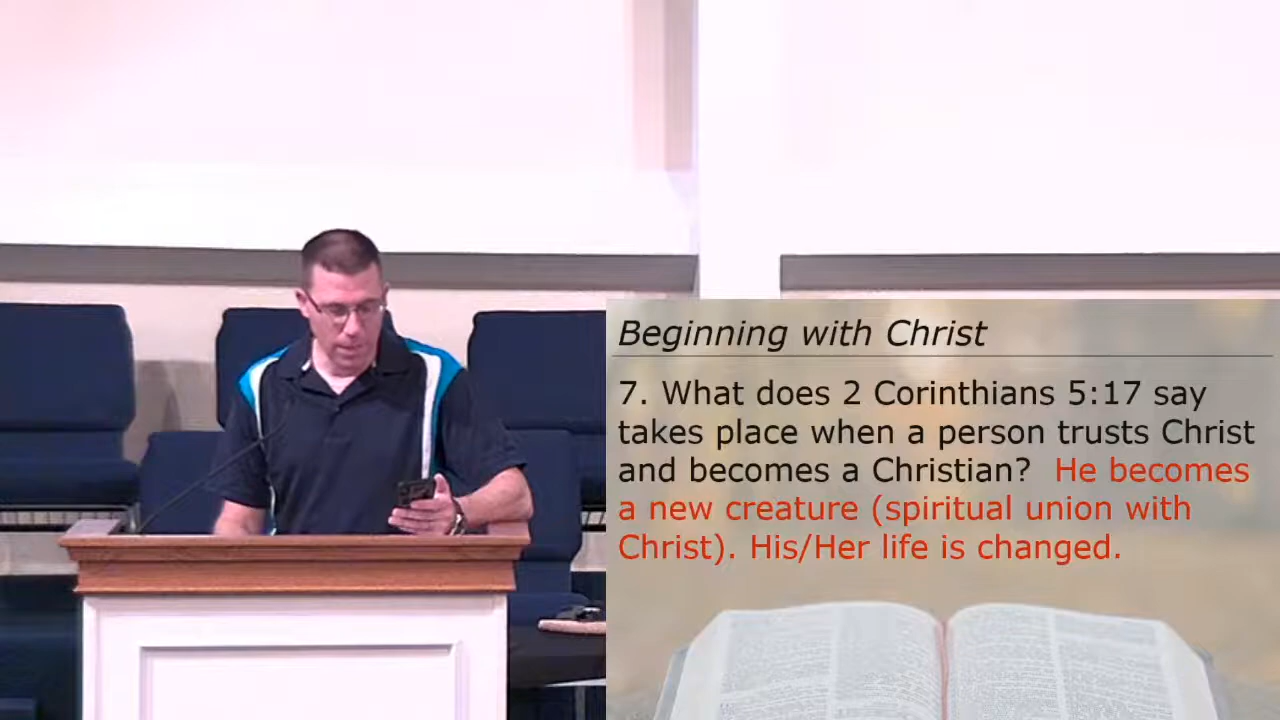 Beginning with Christ
7. What does 2 Corinthians 5:17 say
takes place when a person trusts Christ
and becomes a Christian? He becomes
a new creature (spiritual union with
Christ). His/Her life is changed.